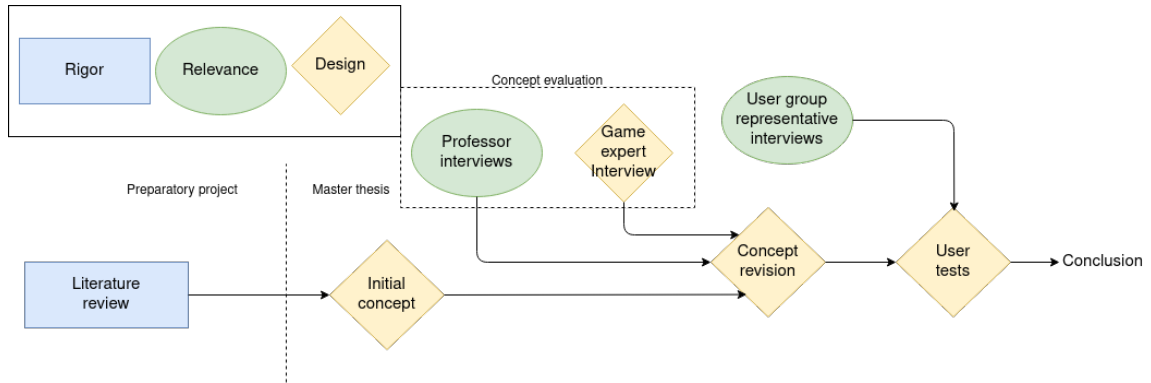 Rigor
Relevance
Design
Concept evaluation
Professor
interviews
Game
expert
Interview
User group
representative
interviews
Preparatory project
Master thesis
Literature
review
Initial
concept
Concept
revision
User
tests
Conclusion